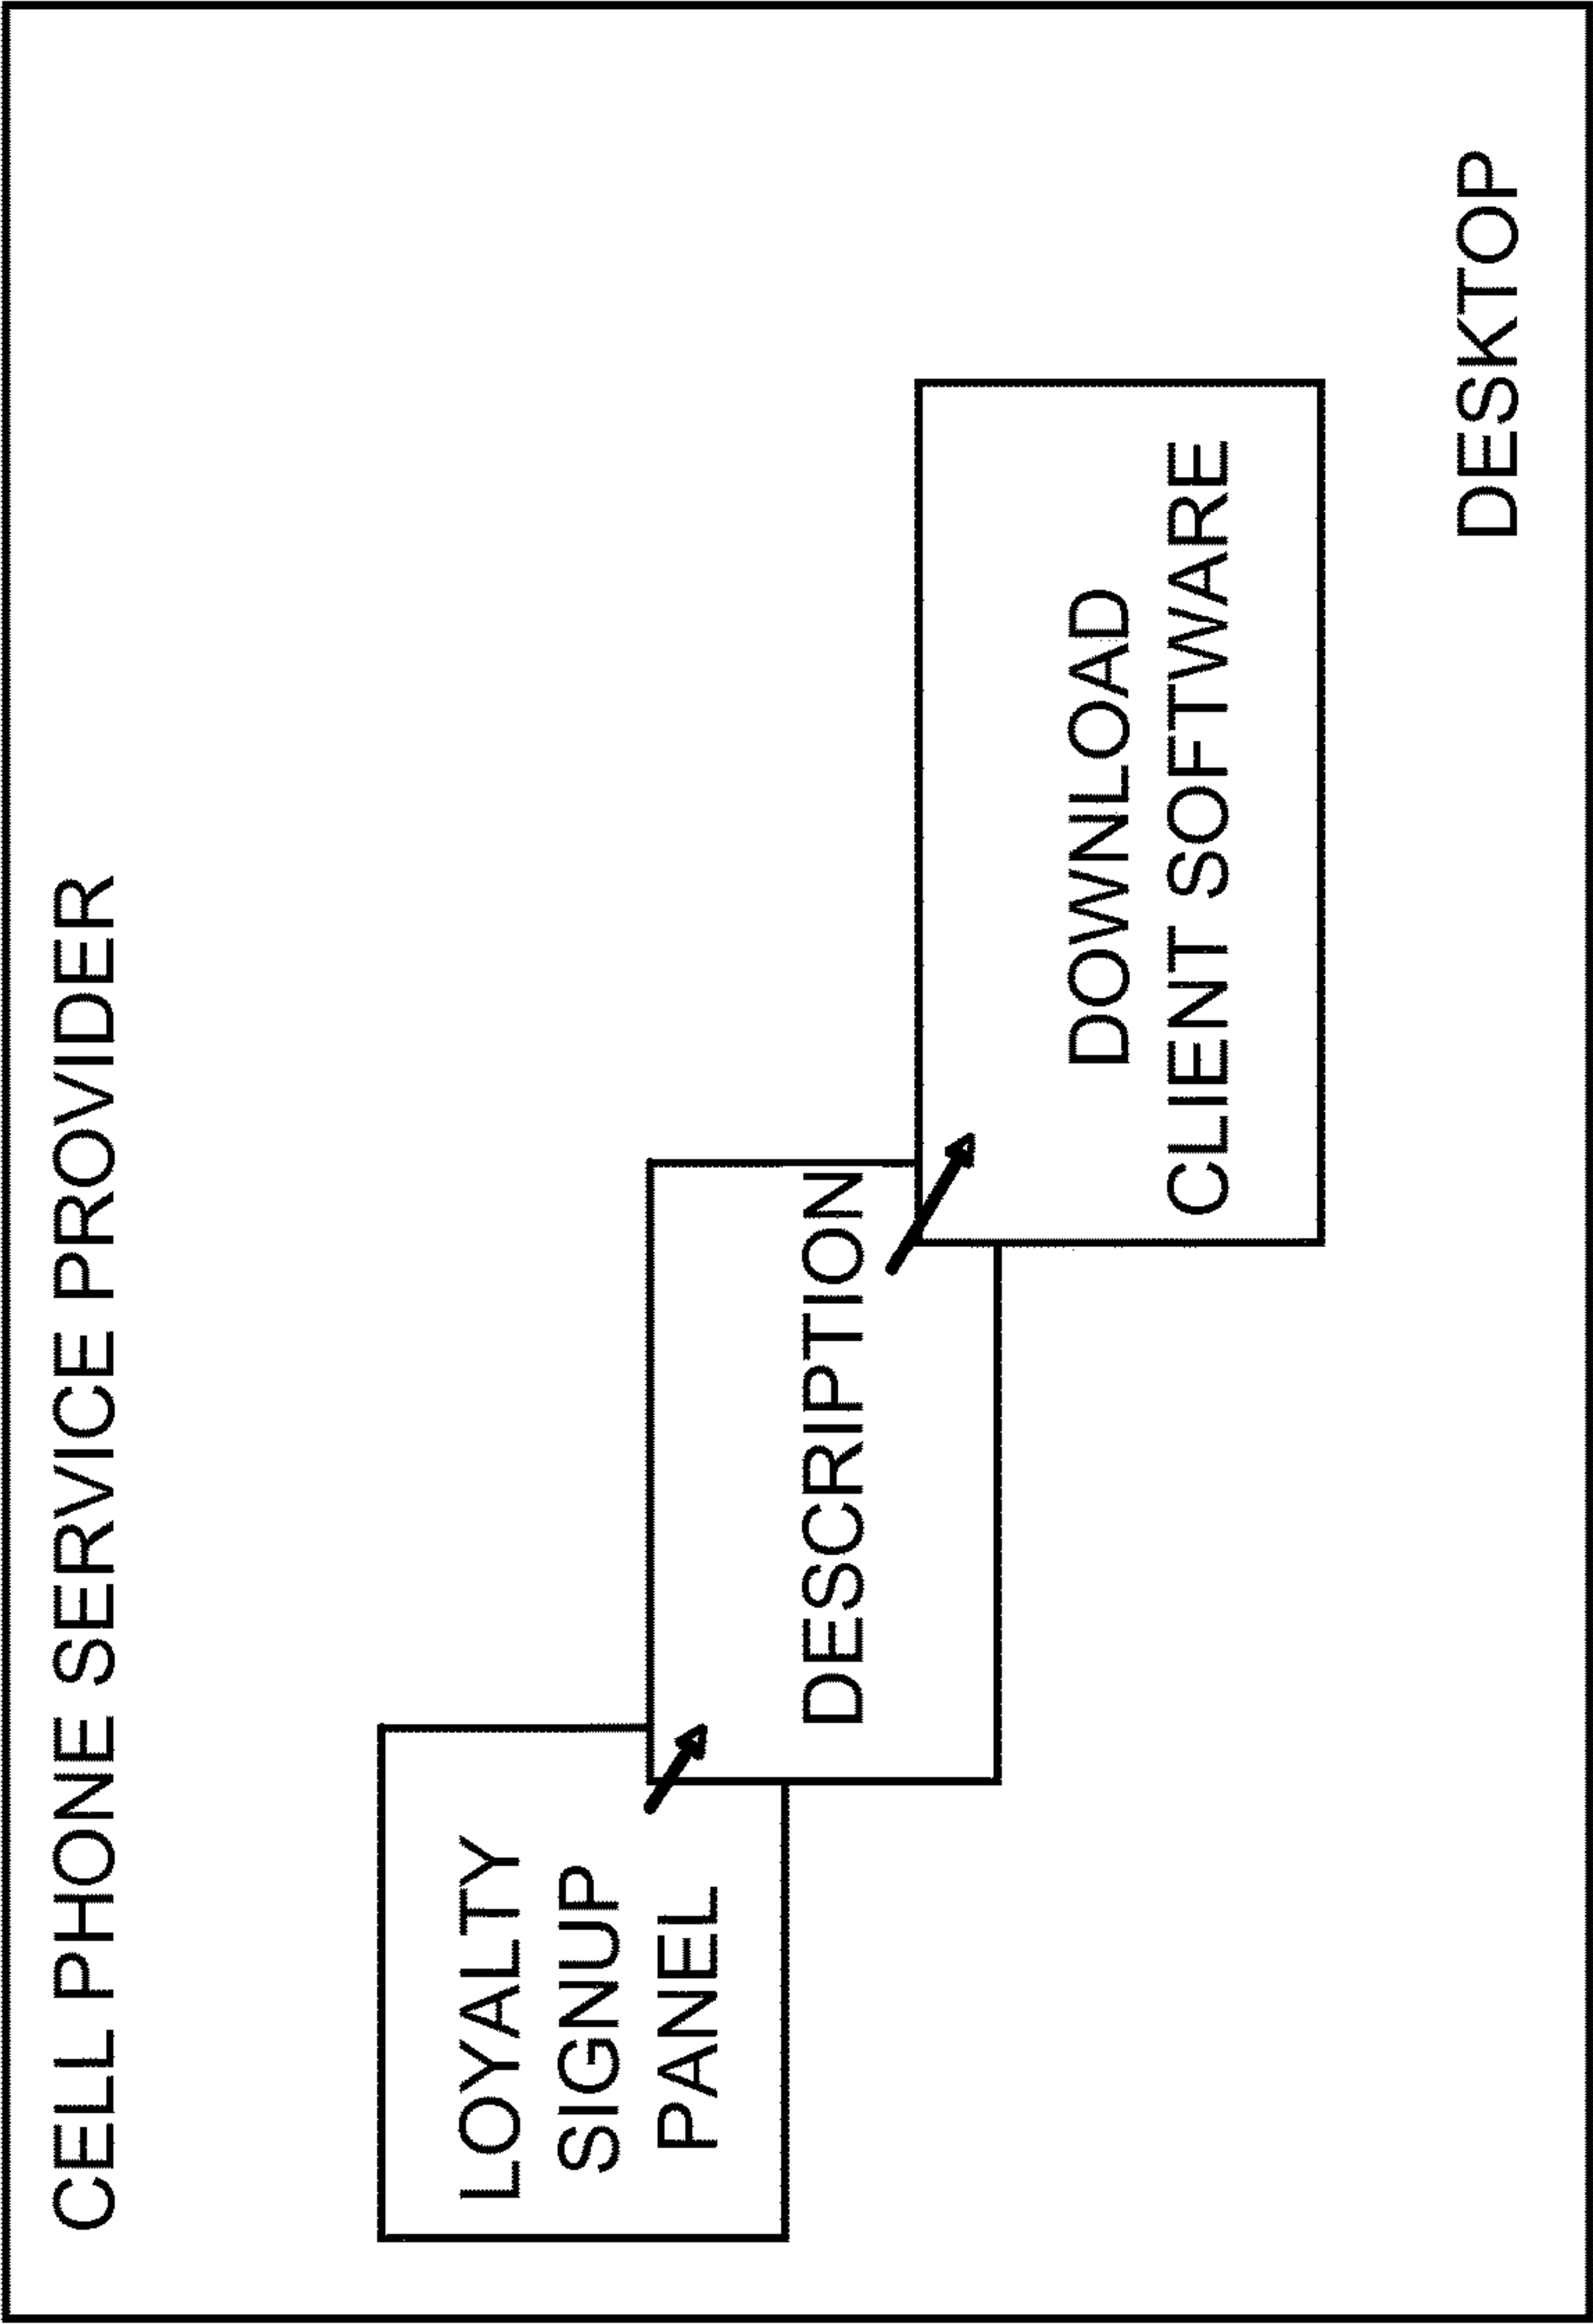 CELL PHONE SERVICE PROVIDER
LOYALTY
SIGNUP
PANEL
DESCRIPTION
DOWNLOAD
CLIENT SOFTWARE
DESKTOP